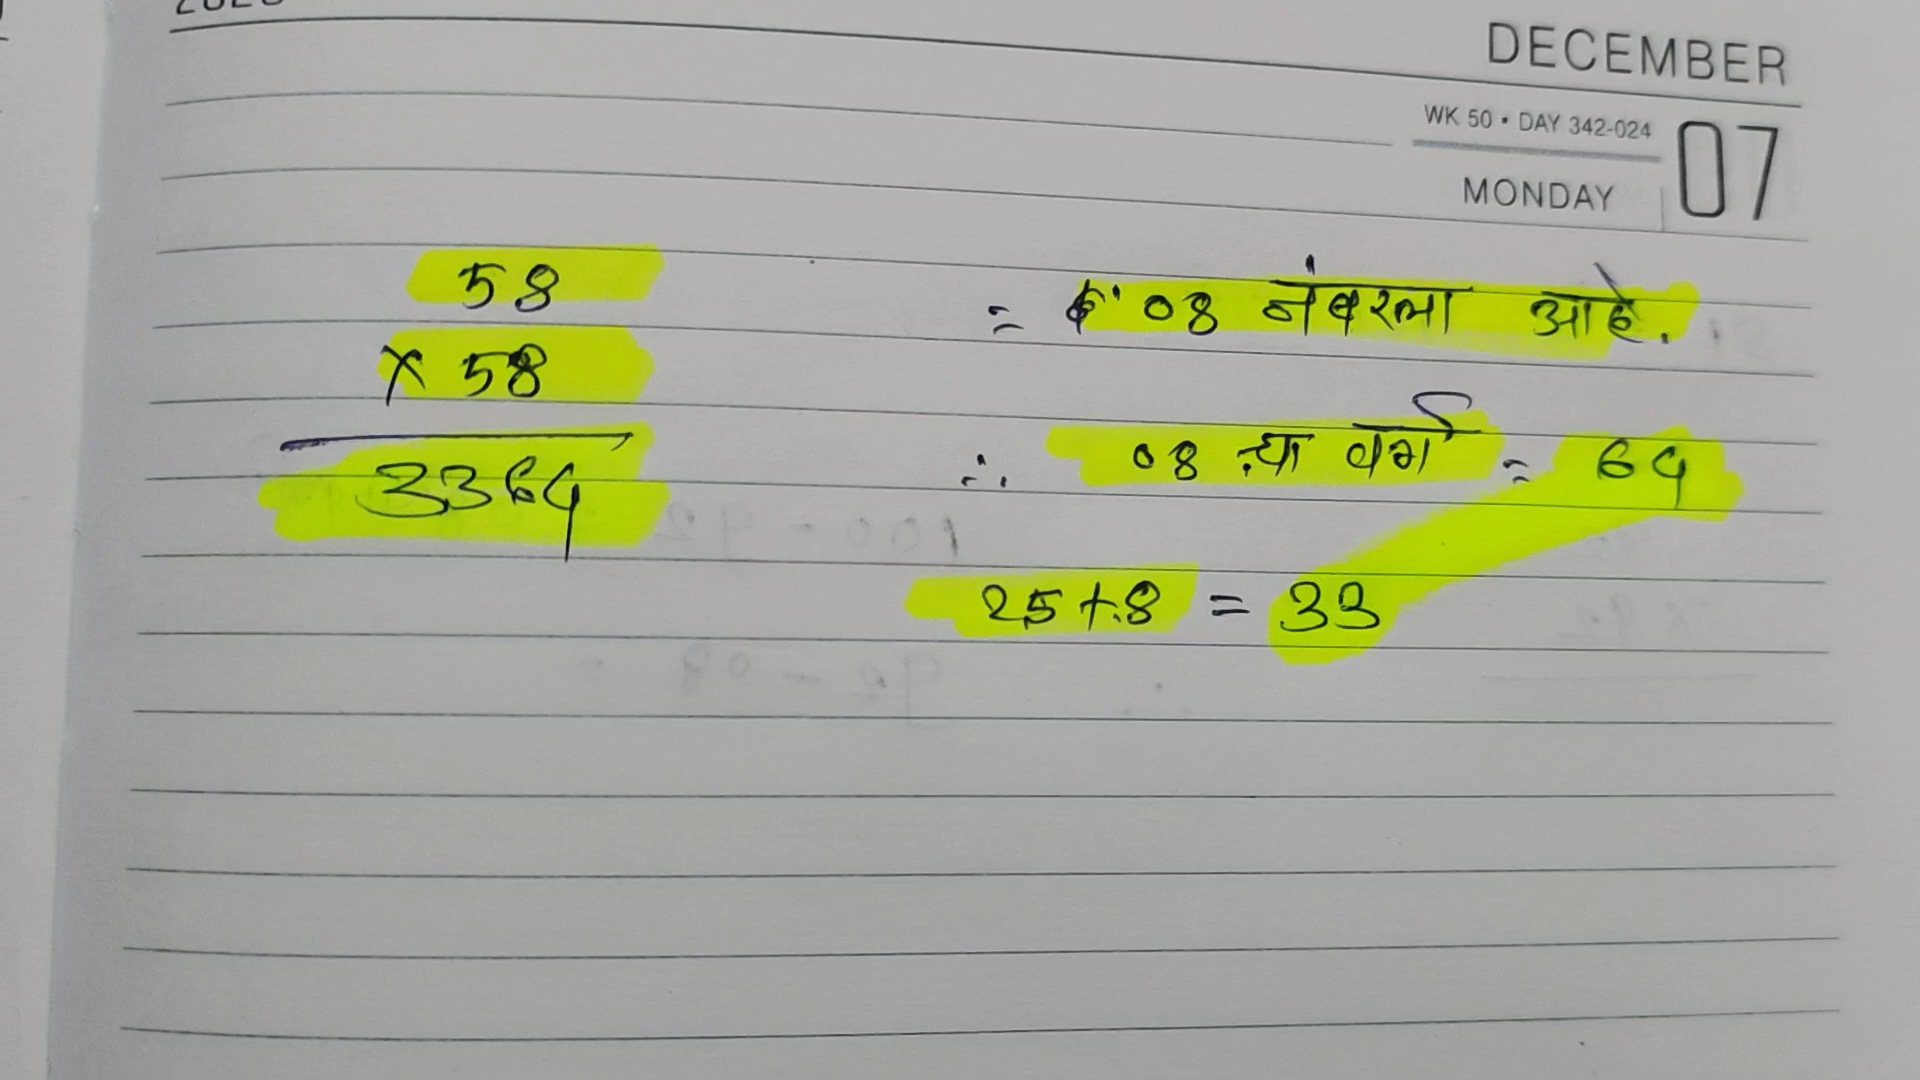 DECEMBER
WK 50 • DAY 342-024
MONDAY
07
58
× 58
3364
= 08 नंबरला आहे.
∴ 08 चा वर्ग = 64
25 + 8 = 33